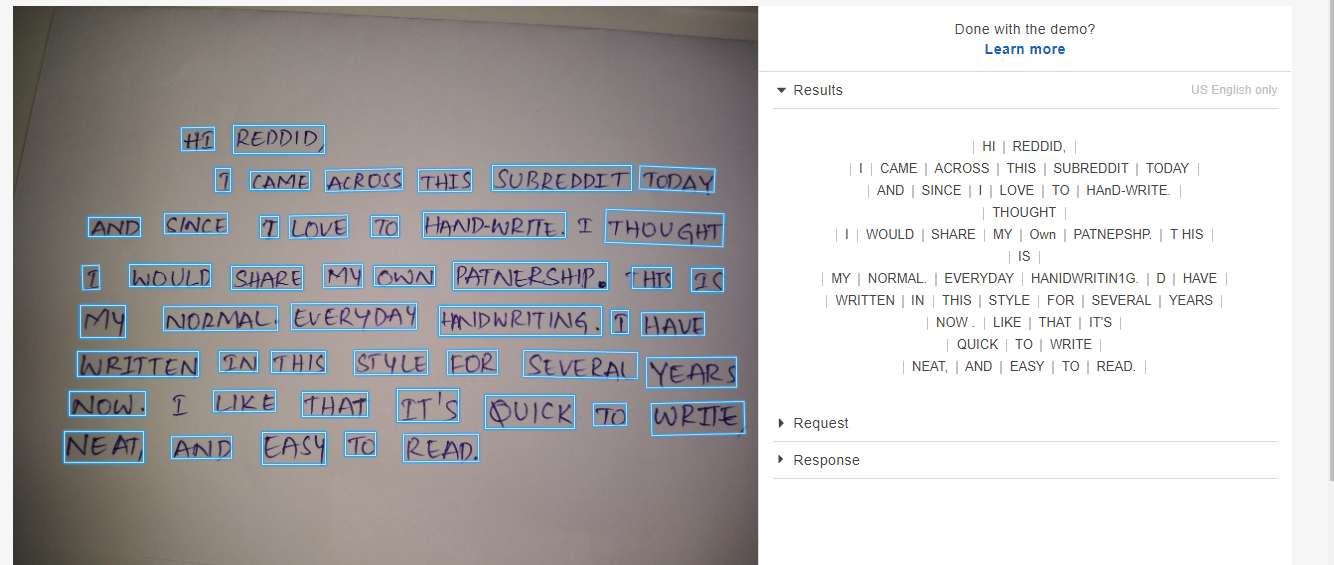 HI REDDID,
I CAME ACROSS THIS SUBREDDIT TODAY
AND SINCE I LOVE TO HAND-WRITE. I THOUGHT
I WOULD SHARE MY OWN PATNERSHIP. THIS IS
MY NORMAL. EVERYDAY HANDWRITING. I HAVE
WRITTEN IN THIS STYLE FOR SEVERAL YEARS
NOW. I LIKE THAT IT'S QUICK TO WRITE,
NEAT, AND EASY TO READ.
Done with the demo?
Learn more
Results US English only
| HI | REDDID, |
| I | CAME | ACROSS | THIS | SUBREDDIT | TODAY |
| AND | SINCE | I | LOVE | TO | HAnD-WRITE. |
| THOUGHT |
| I | WOULD | SHARE | MY | Own | PATNEPSHP. | T HIS |
| IS |
| MY | NORMAL. | EVERYDAY | HANDWRITIN1G. | D | HAVE |
| WRITTEN | IN | THIS | STYLE | FOR | SEVERAL | YEARS |
| NOW . | LIKE | THAT | IT'S |
| QUICK | TO | WRITE |
| NEAT, | AND | EASY | TO | READ. |
Request
Response